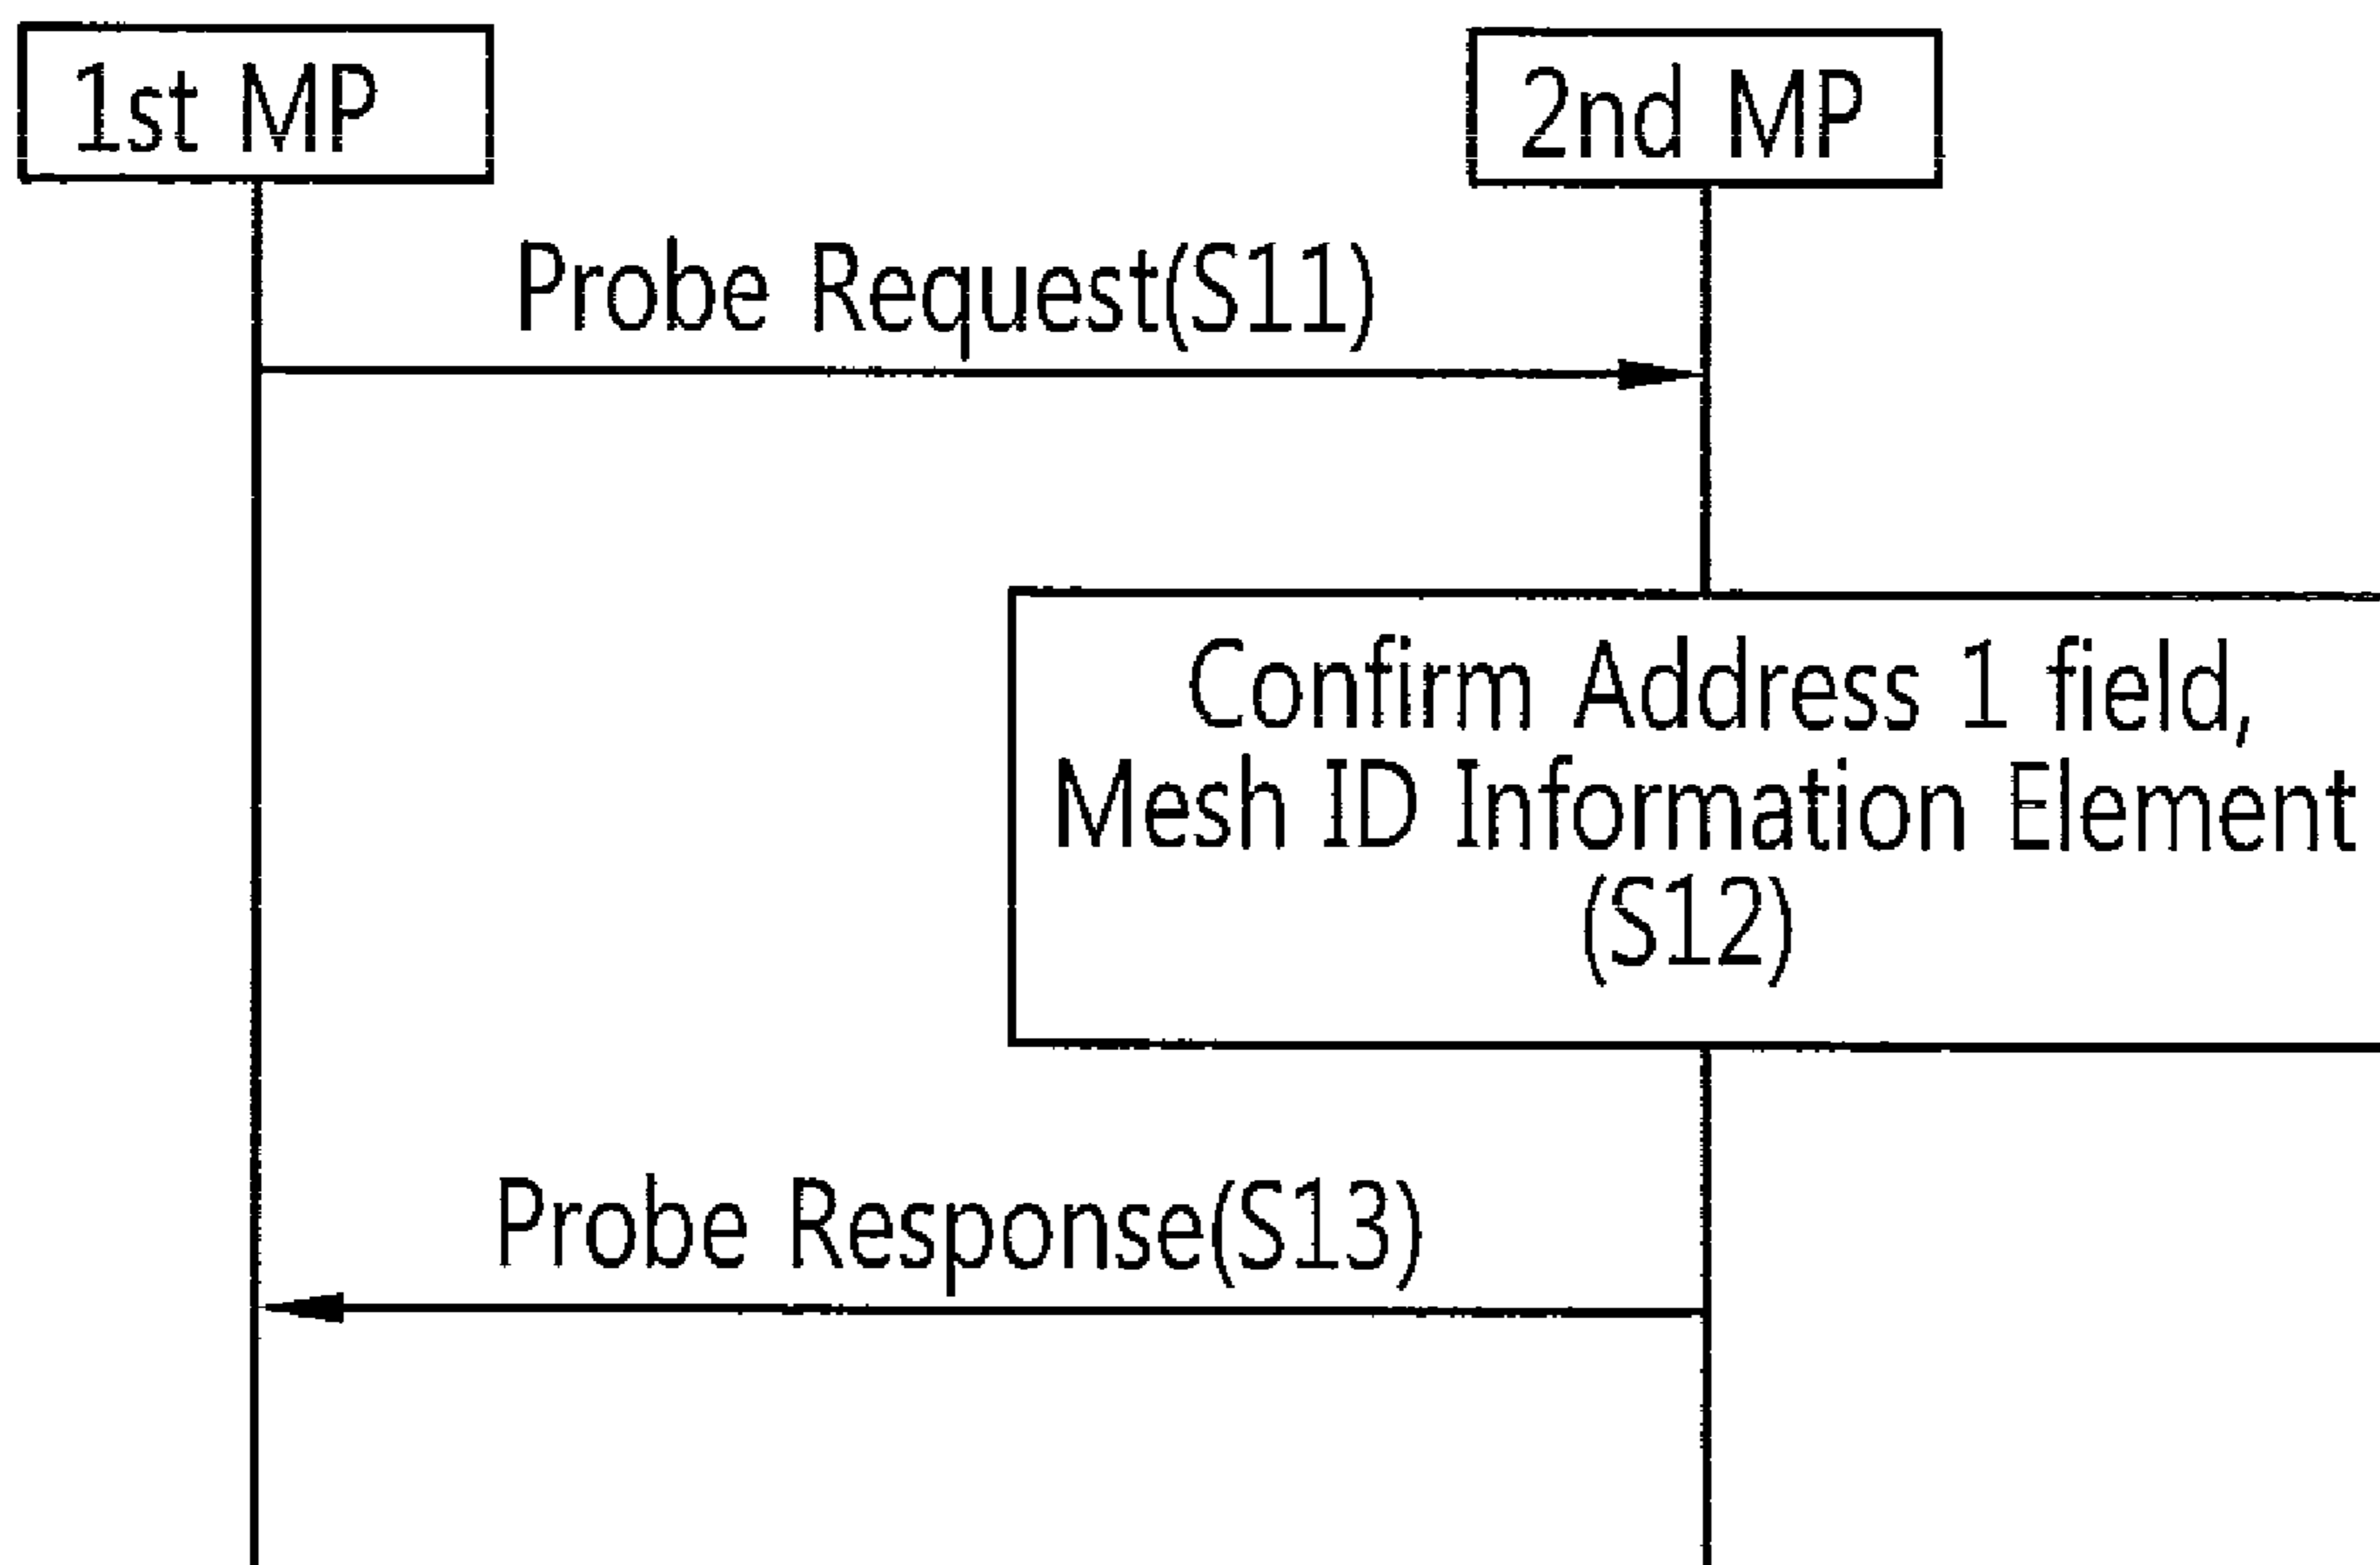 1st MP
2nd MP
Probe Request(S11)
Confirm Address 1 field,
Mesh ID Information Element
(S12)
Probe Response(S13)